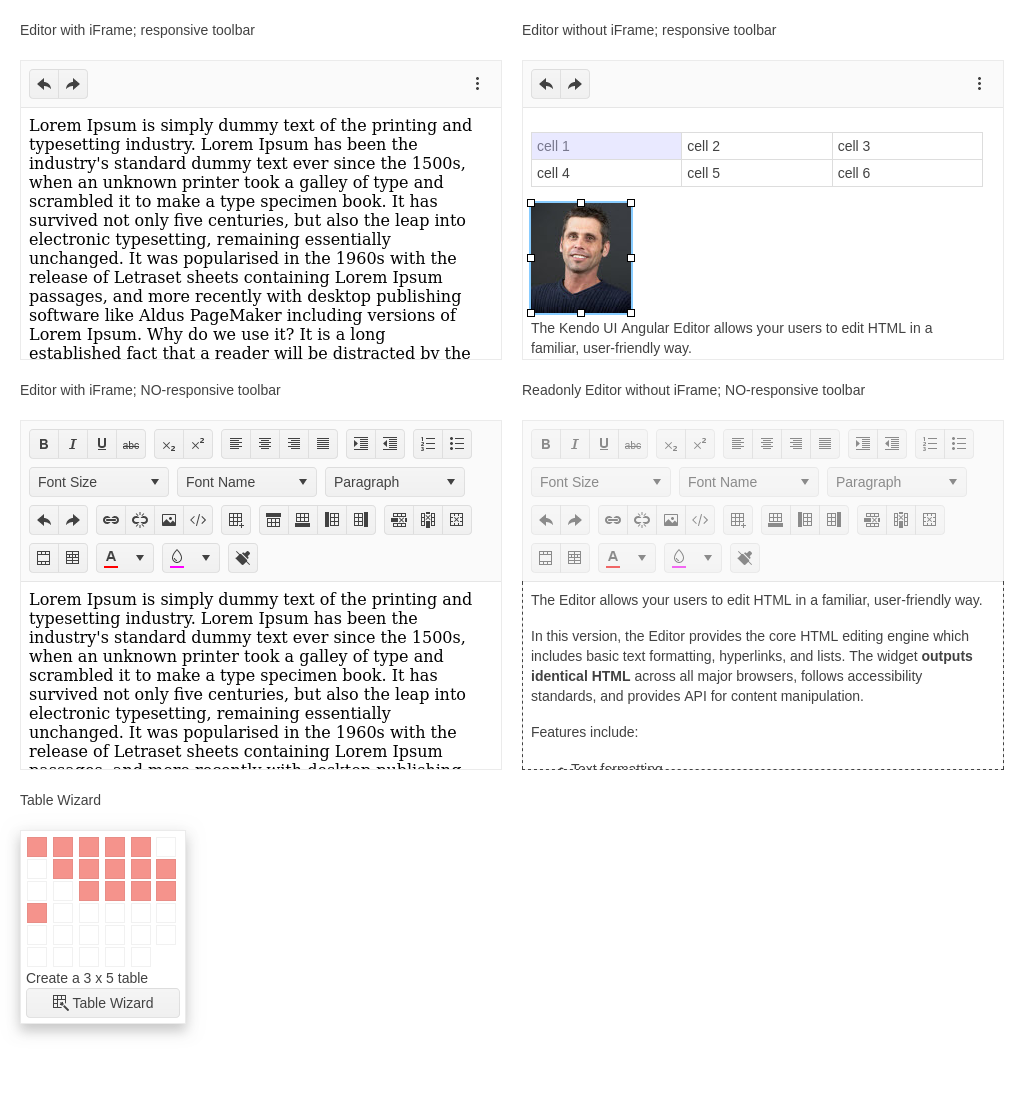 Editor with iFrame; responsive toolbar
Lorem Ipsum is simply dummy text of the printing and
typesetting industry. Lorem Ipsum has been the
industry's standard dummy text ever since the 1500s,
when an unknown printer took a galley of type and
scrambled it to make a type specimen book. It has
survived not only five centuries, but also the leap into
electronic typesetting, remaining essentially
unchanged. It was popularised in the 1960s with the
release of Letraset sheets containing Lorem Ipsum
passages, and more recently with desktop publishing
software like Aldus PageMaker including versions of
Lorem Ipsum. Why do we use it? It is a long
established fact that a reader will be distracted by the
Editor without iFrame; responsive toolbar
cell 1 cell 2 cell 3
cell 4 cell 5 cell 6
The Kendo UI Angular Editor allows your users to edit HTML in a
familiar, user-friendly way.
Editor with iFrame; NO-responsive toolbar
B I U abc x₂ x²
Font Size Font Name Paragraph
A
Lorem Ipsum is simply dummy text of the printing and
typesetting industry. Lorem Ipsum has been the
industry's standard dummy text ever since the 1500s,
when an unknown printer took a galley of type and
scrambled it to make a type specimen book. It has
survived not only five centuries, but also the leap into
electronic typesetting, remaining essentially
unchanged. It was popularised in the 1960s with the
release of Letraset sheets containing Lorem Ipsum
passages, and more recently with desktop publishing
Readonly Editor without iFrame; NO-responsive toolbar
B I U abc x₂ x²
Font Size Font Name Paragraph
A
The Editor allows your users to edit HTML in a familiar, user-friendly way.
In this version, the Editor provides the core HTML editing engine which
includes basic text formatting, hyperlinks, and lists. The widget outputs
identical HTML across all major browsers, follows accessibility
standards, and provides API for content manipulation.
Features include:
Text formatting
Table Wizard
Create a 3 x 5 table
Table Wizard